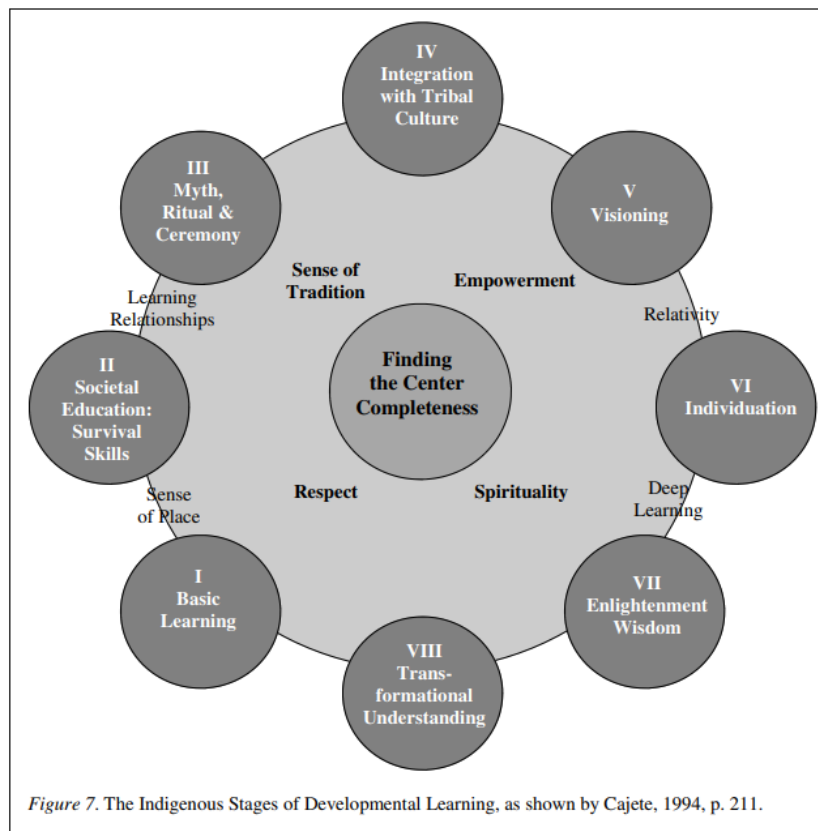 IV
Integration
with Tribal
Culture
III
Myth,
Ritual &
Ceremony
V
Visioning
Sense of
Tradition
Empowerment
Learning
Relationships
Relativity
II
Societal
Education:
Survival
Skills
Finding
the Center
Completeness
VI
Individuation
Sense
of Place
Respect
Spirituality
Deep
Learning
I
Basic
Learning
VII
Enlightenment
Wisdom
VIII
Trans-
formational
Understanding
Figure 7. The Indigenous Stages of Developmental Learning, as shown by Cajete, 1994, p. 211.